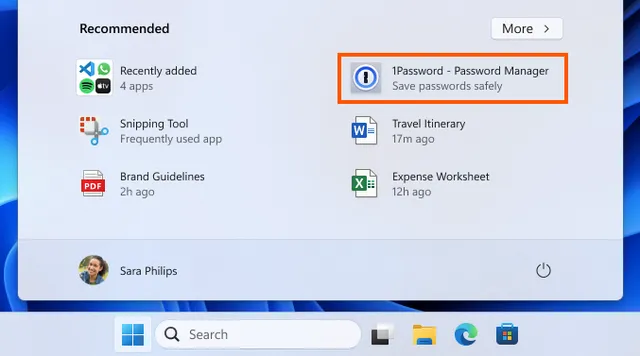 Recommended
More
Recently added
4 apps
1Password - Password Manager
Save passwords safely
Snipping Tool
Frequently used app
Travel Itinerary
17m ago
PDF
Brand Guidelines
2h ago
Expense Worksheet
12h ago
Sara Philips
Search